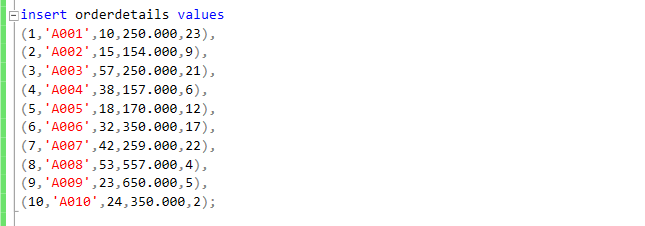 insert orderdetails values
(1,'A001',10,250.000,23),
(2,'A002',15,154.000,9),
(3,'A003',57,250.000,21),
(4,'A004',38,157.000,6),
(5,'A005',18,170.000,12),
(6,'A006',32,350.000,17),
(7,'A007',42,259.000,22),
(8,'A008',53,557.000,4),
(9,'A009',23,650.000,5),
(10,'A010',24,350.000,2);